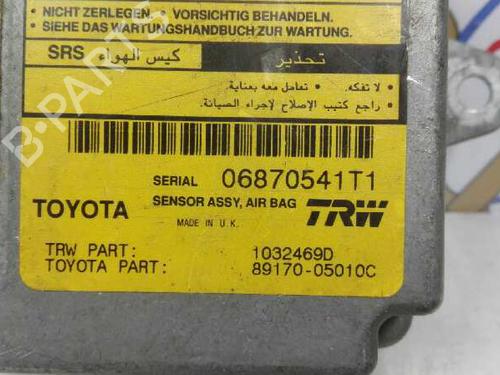 • NICHT ZERLEGEN. • VORSICHTIG BEHANDELN.
• SIEHE DAS WARTUNGSHANDBUCH ZUR WARTUNG.
SRS كيس الهواء تحذير
• لا تفكه. • تعامل معه بعناية.
• راجع كتيب الإصلاح لإجراء الصيانة.
SERIAL 06870541T1
TOYOTA SENSOR ASSY, AIR BAG TRW
MADE IN U.K.
TRW PART: 1032469D
TOYOTA PART: 89170-05010C
B-PARTS